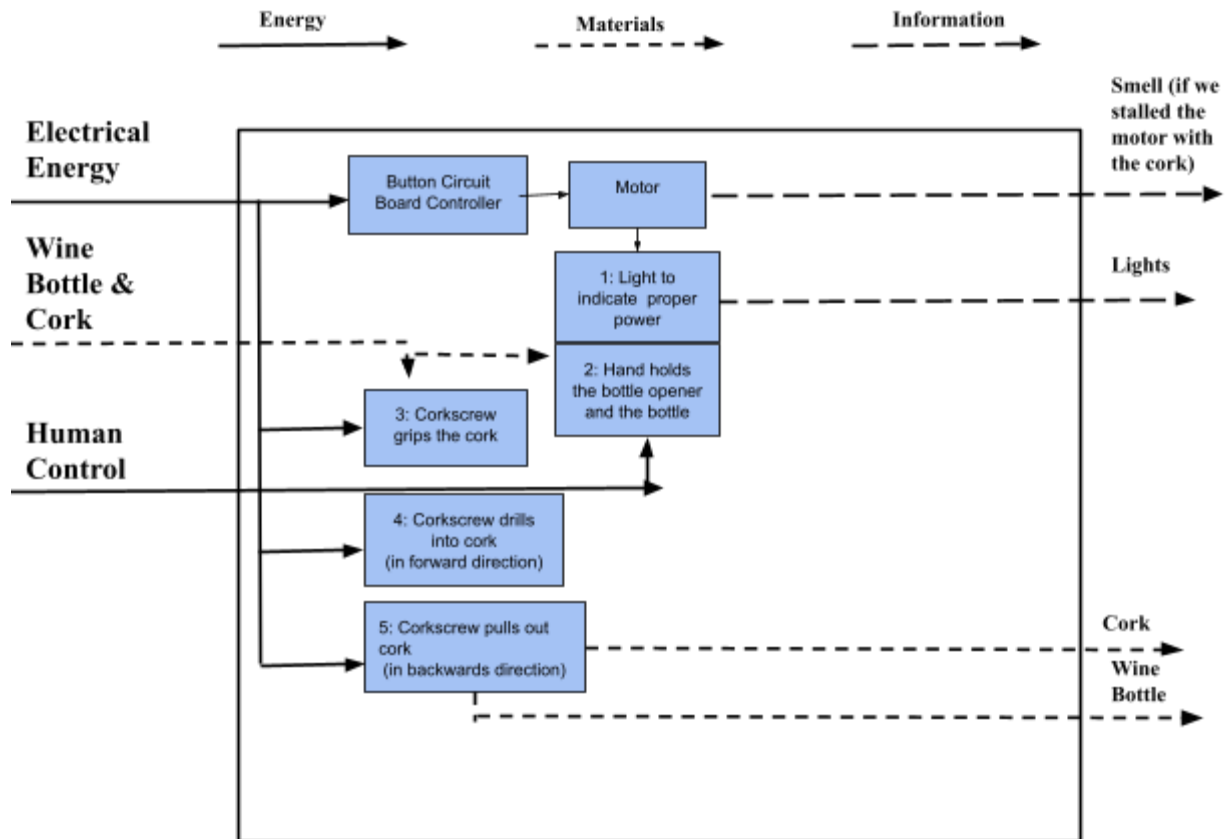 Energy
Materials
Information
Smell (if we
stalled the
motor with
the cork)
Electrical
Energy
Button Circuit
Board Controller
Motor
Wine
Bottle &
Cork
1: Light to
indicate proper
power
Lights
2: Hand holds
the bottle opener
and the bottle
3: Corkscrew
grips the cork
Human
Control
4: Corkscrew drills
into cork
(in forward direction)
5: Corkscrew pulls out
cork
(in backwards direction)
Cork
Wine
Bottle